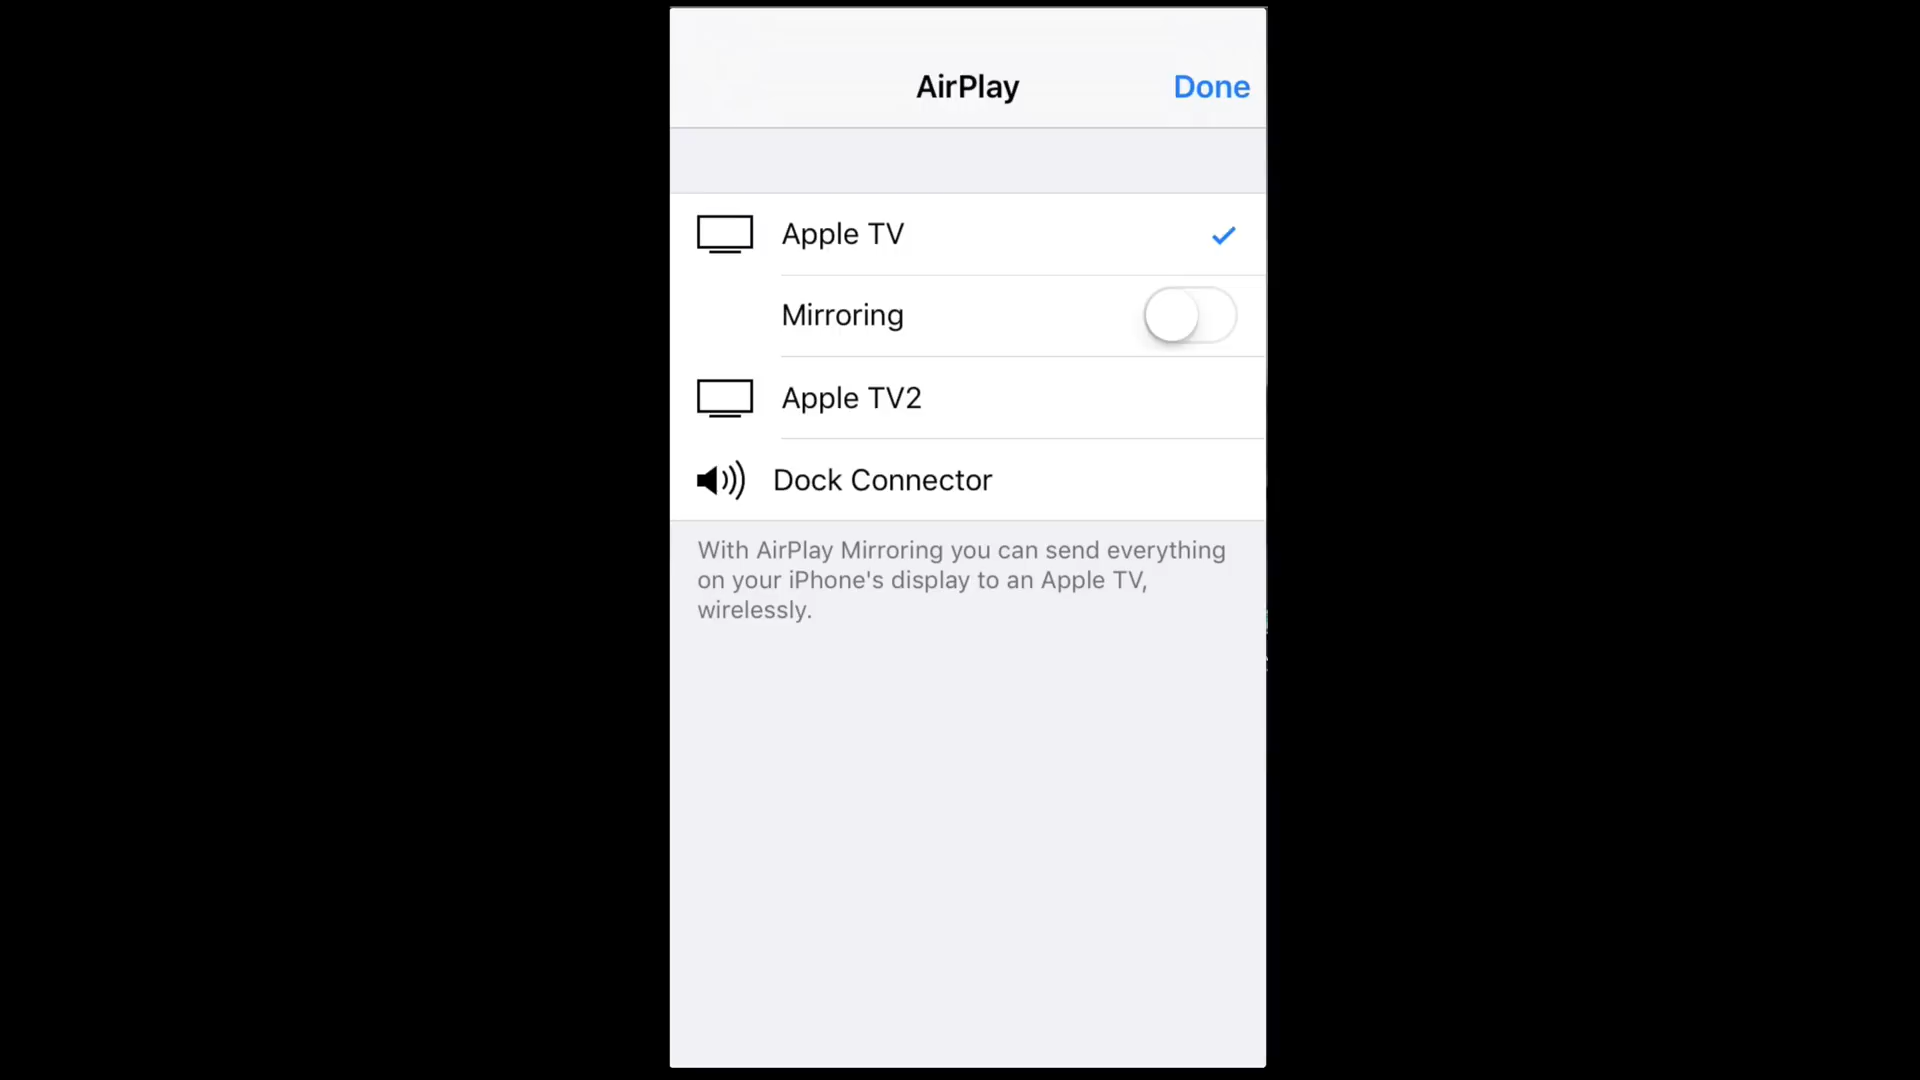 AirPlay
Done
Apple TV
Mirroring
Apple TV2
Dock Connector
With AirPlay Mirroring you can send everything
on your iPhone's display to an Apple TV,
wirelessly.